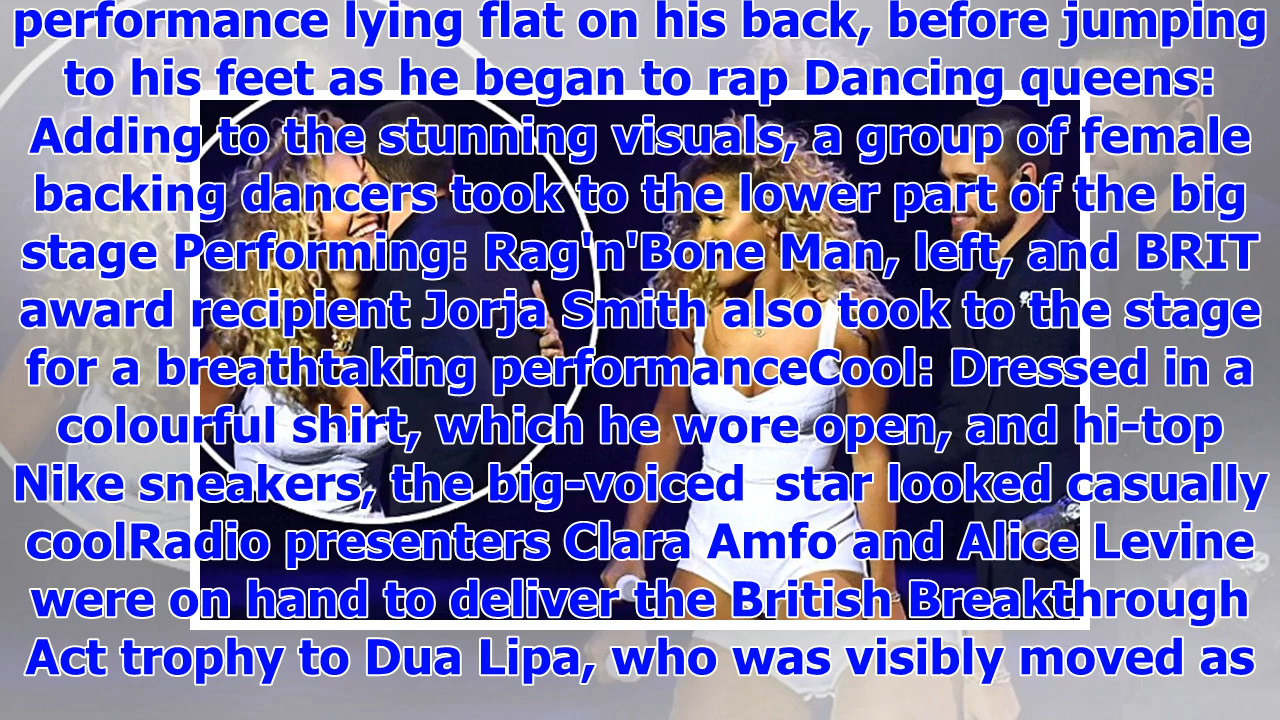 performance lying flat on his back, before jumping
to his feet as he began to rap Dancing queens:
Adding to the stunning visuals, a group of female
backing dancers took to the lower part of the big
stage Performing: Rag'n'Bone Man, left, and BRIT
award recipient Jorja Smith also took to the stage
for a breathtaking performanceCool: Dressed in a
colourful shirt, which he wore open, and hi-top
Nike sneakers, the big-voiced  star looked casually
coolRadio presenters Clara Amfo and Alice Levine
were on hand to deliver the British Breakthrough
Act trophy to Dua Lipa, who was visibly moved as